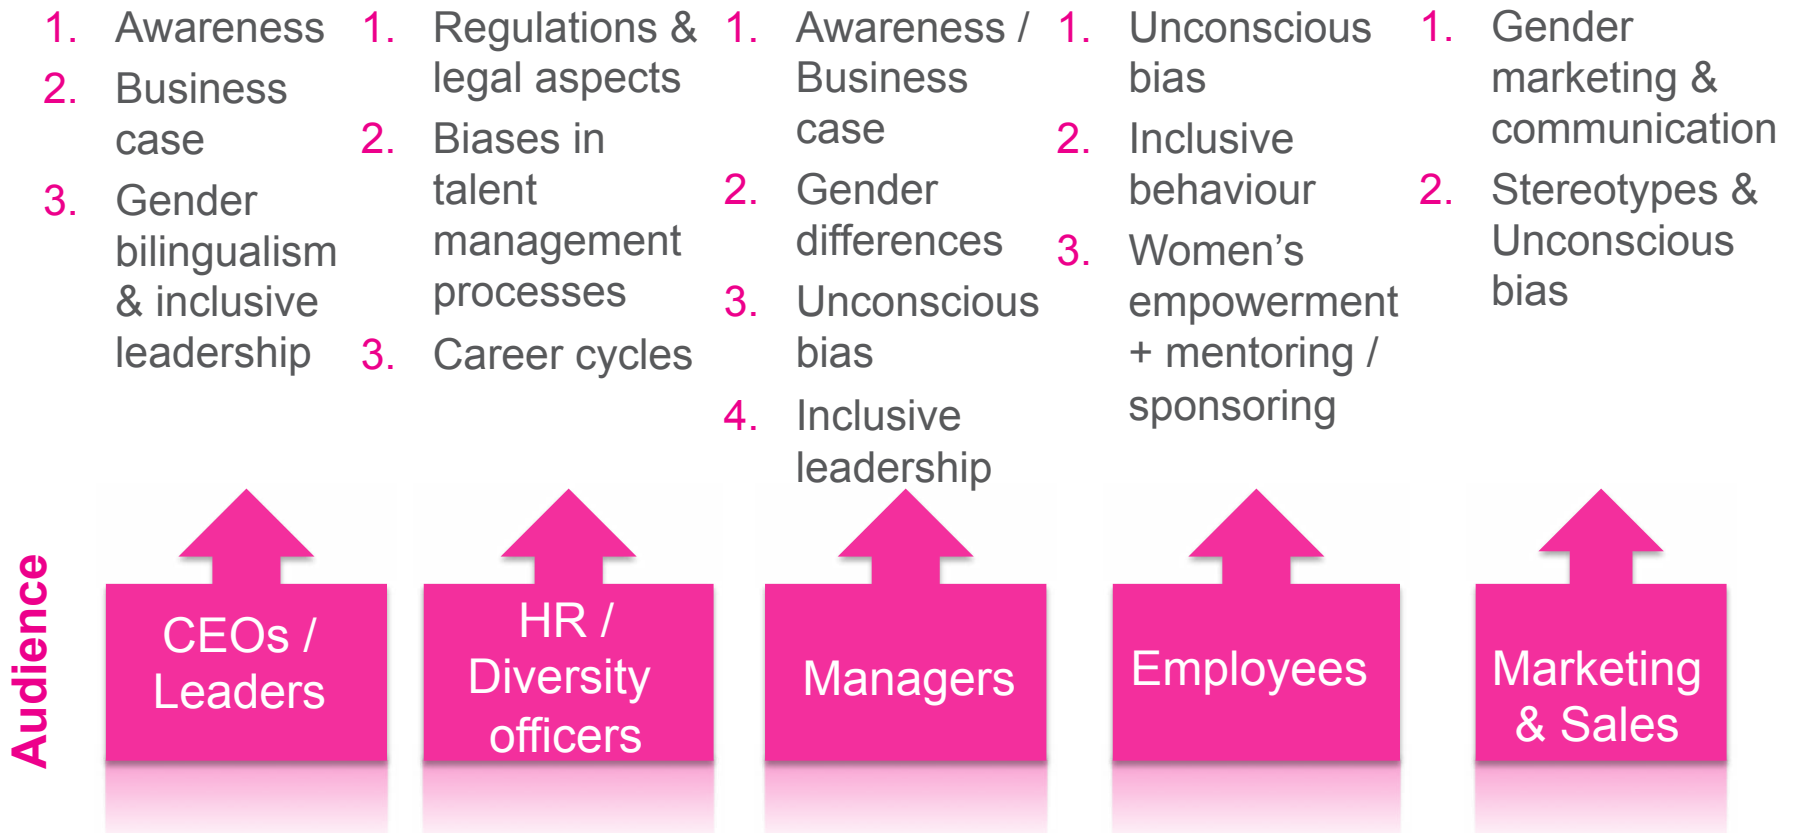 1. Awareness
2. Business
case
3. Gender
bilingualism
& inclusive
leadership
1. Regulations &
legal aspects
2. Biases in
talent
management
processes
3. Career cycles
1. Awareness /
Business
case
2. Gender
differences
3. Unconscious
bias
4. Inclusive
leadership
1. Unconscious
bias
2. Inclusive
behaviour
3. Women’s
empowerment
+ mentoring /
sponsoring
1. Gender
marketing &
communication
2. Stereotypes &
Unconscious
bias
Audience
CEOs /
Leaders
HR /
Diversity
officers
Managers
Employees
Marketing
& Sales